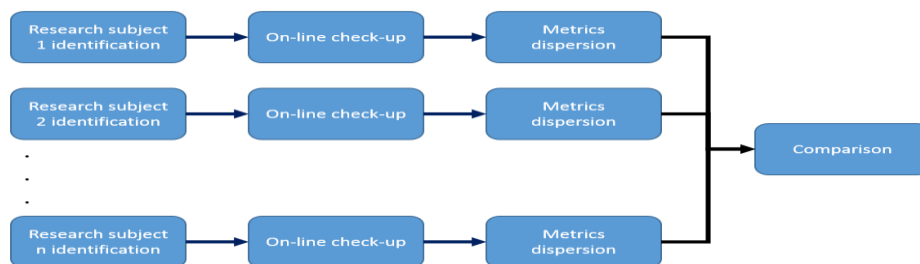 Research subject
1 identification
On-line check-up
Metrics
dispersion
Research subject
2 identification
On-line check-up
Metrics
dispersion
Comparison
.
.
.
Research subject
n identification
On-line check-up
Metrics
dispersion